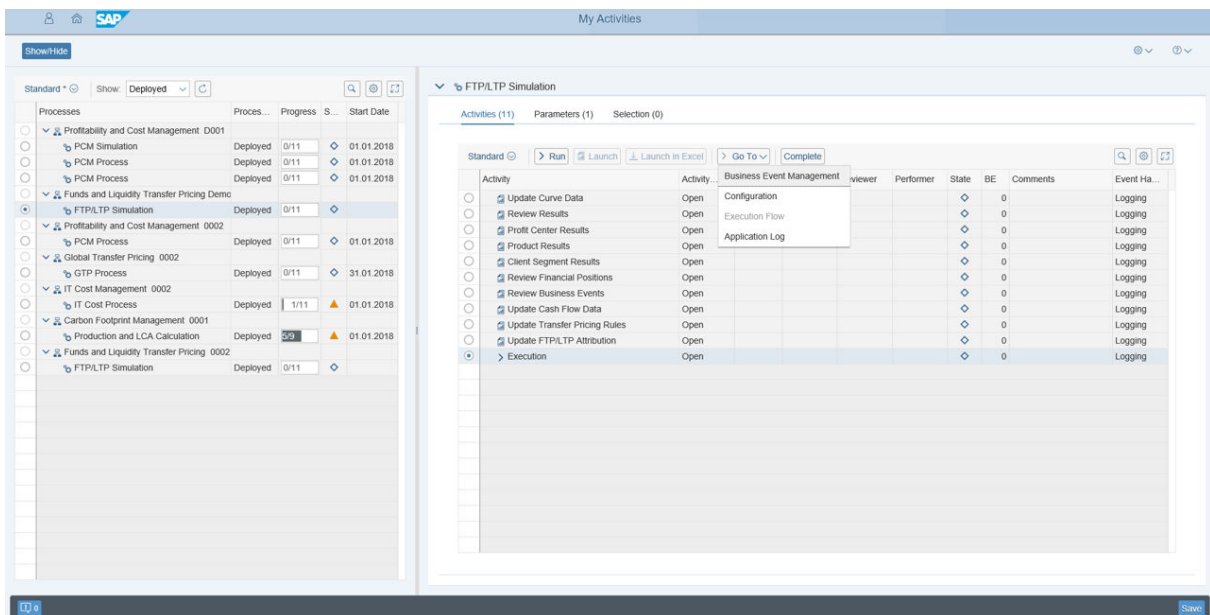 SAP My Activities
Show/Hide
Standard * Show: Deployed
Processes Proces... Progress S... Start Date
Profitability and Cost Management D001
PCM Simulation Deployed 0/11 01.01.2018
PCM Process Deployed 0/11 01.01.2018
PCM Process Deployed 0/11 01.01.2018
Funds and Liquidity Transfer Pricing Demo
FTP/LTP Simulation Deployed 0/11
Profitability and Cost Management 0002
PCM Process Deployed 0/11 01.01.2018
Global Transfer Pricing 0002
GTP Process Deployed 0/11 31.01.2018
IT Cost Management 0002
IT Cost Process Deployed 1/11 01.01.2018
Carbon Footprint Management 0001
Production and LCA Calculation Deployed 5/9 01.01.2018
Funds and Liquidity Transfer Pricing 0002
FTP/LTP Simulation Deployed 0/11
FTP/LTP Simulation
Activities (11) Parameters (1) Selection (0)
Standard Run Launch Launch in Excel Go To Complete
Business Event Management
Configuration
Execution Flow
Application Log
Activity Activity... viewer Performer State BE Comments Event Ha...
Update Curve Data Open 0 Logging
Review Results Open 0 Logging
Profit Center Results Open 0 Logging
Product Results Open 0 Logging
Client Segment Results Open 0 Logging
Review Financial Positions Open 0 Logging
Review Business Events Open 0 Logging
Update Cash Flow Data Open 0 Logging
Update Transfer Pricing Rules Open 0 Logging
Update FTP/LTP Attribution Open 0 Logging
Execution Open 0 Logging
0 Save